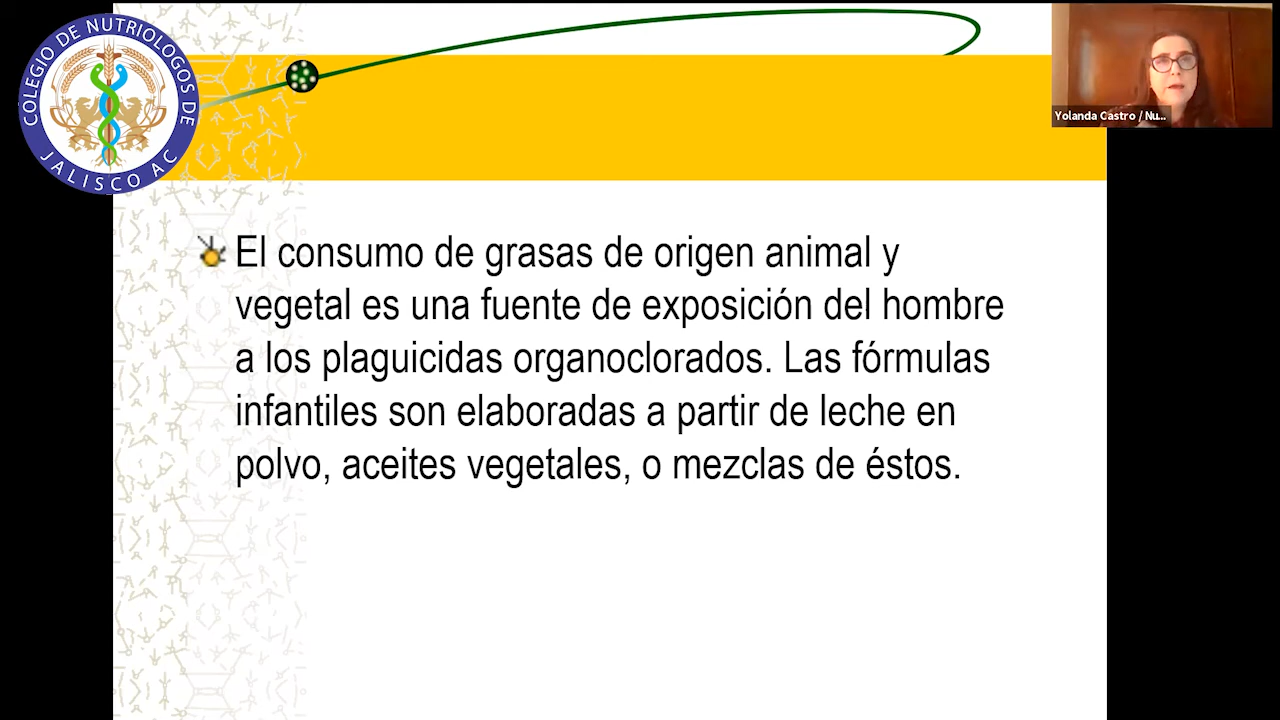 COLEGIO DE NUTRIOLOGOS DE
JALISCO AC
Yolanda Castro / Nu...
El consumo de grasas de origen animal y
vegetal es una fuente de exposición del hombre
a los plaguicidas organoclorados. Las fórmulas
infantiles son elaboradas a partir de leche en
polvo, aceites vegetales, o mezclas de éstos.